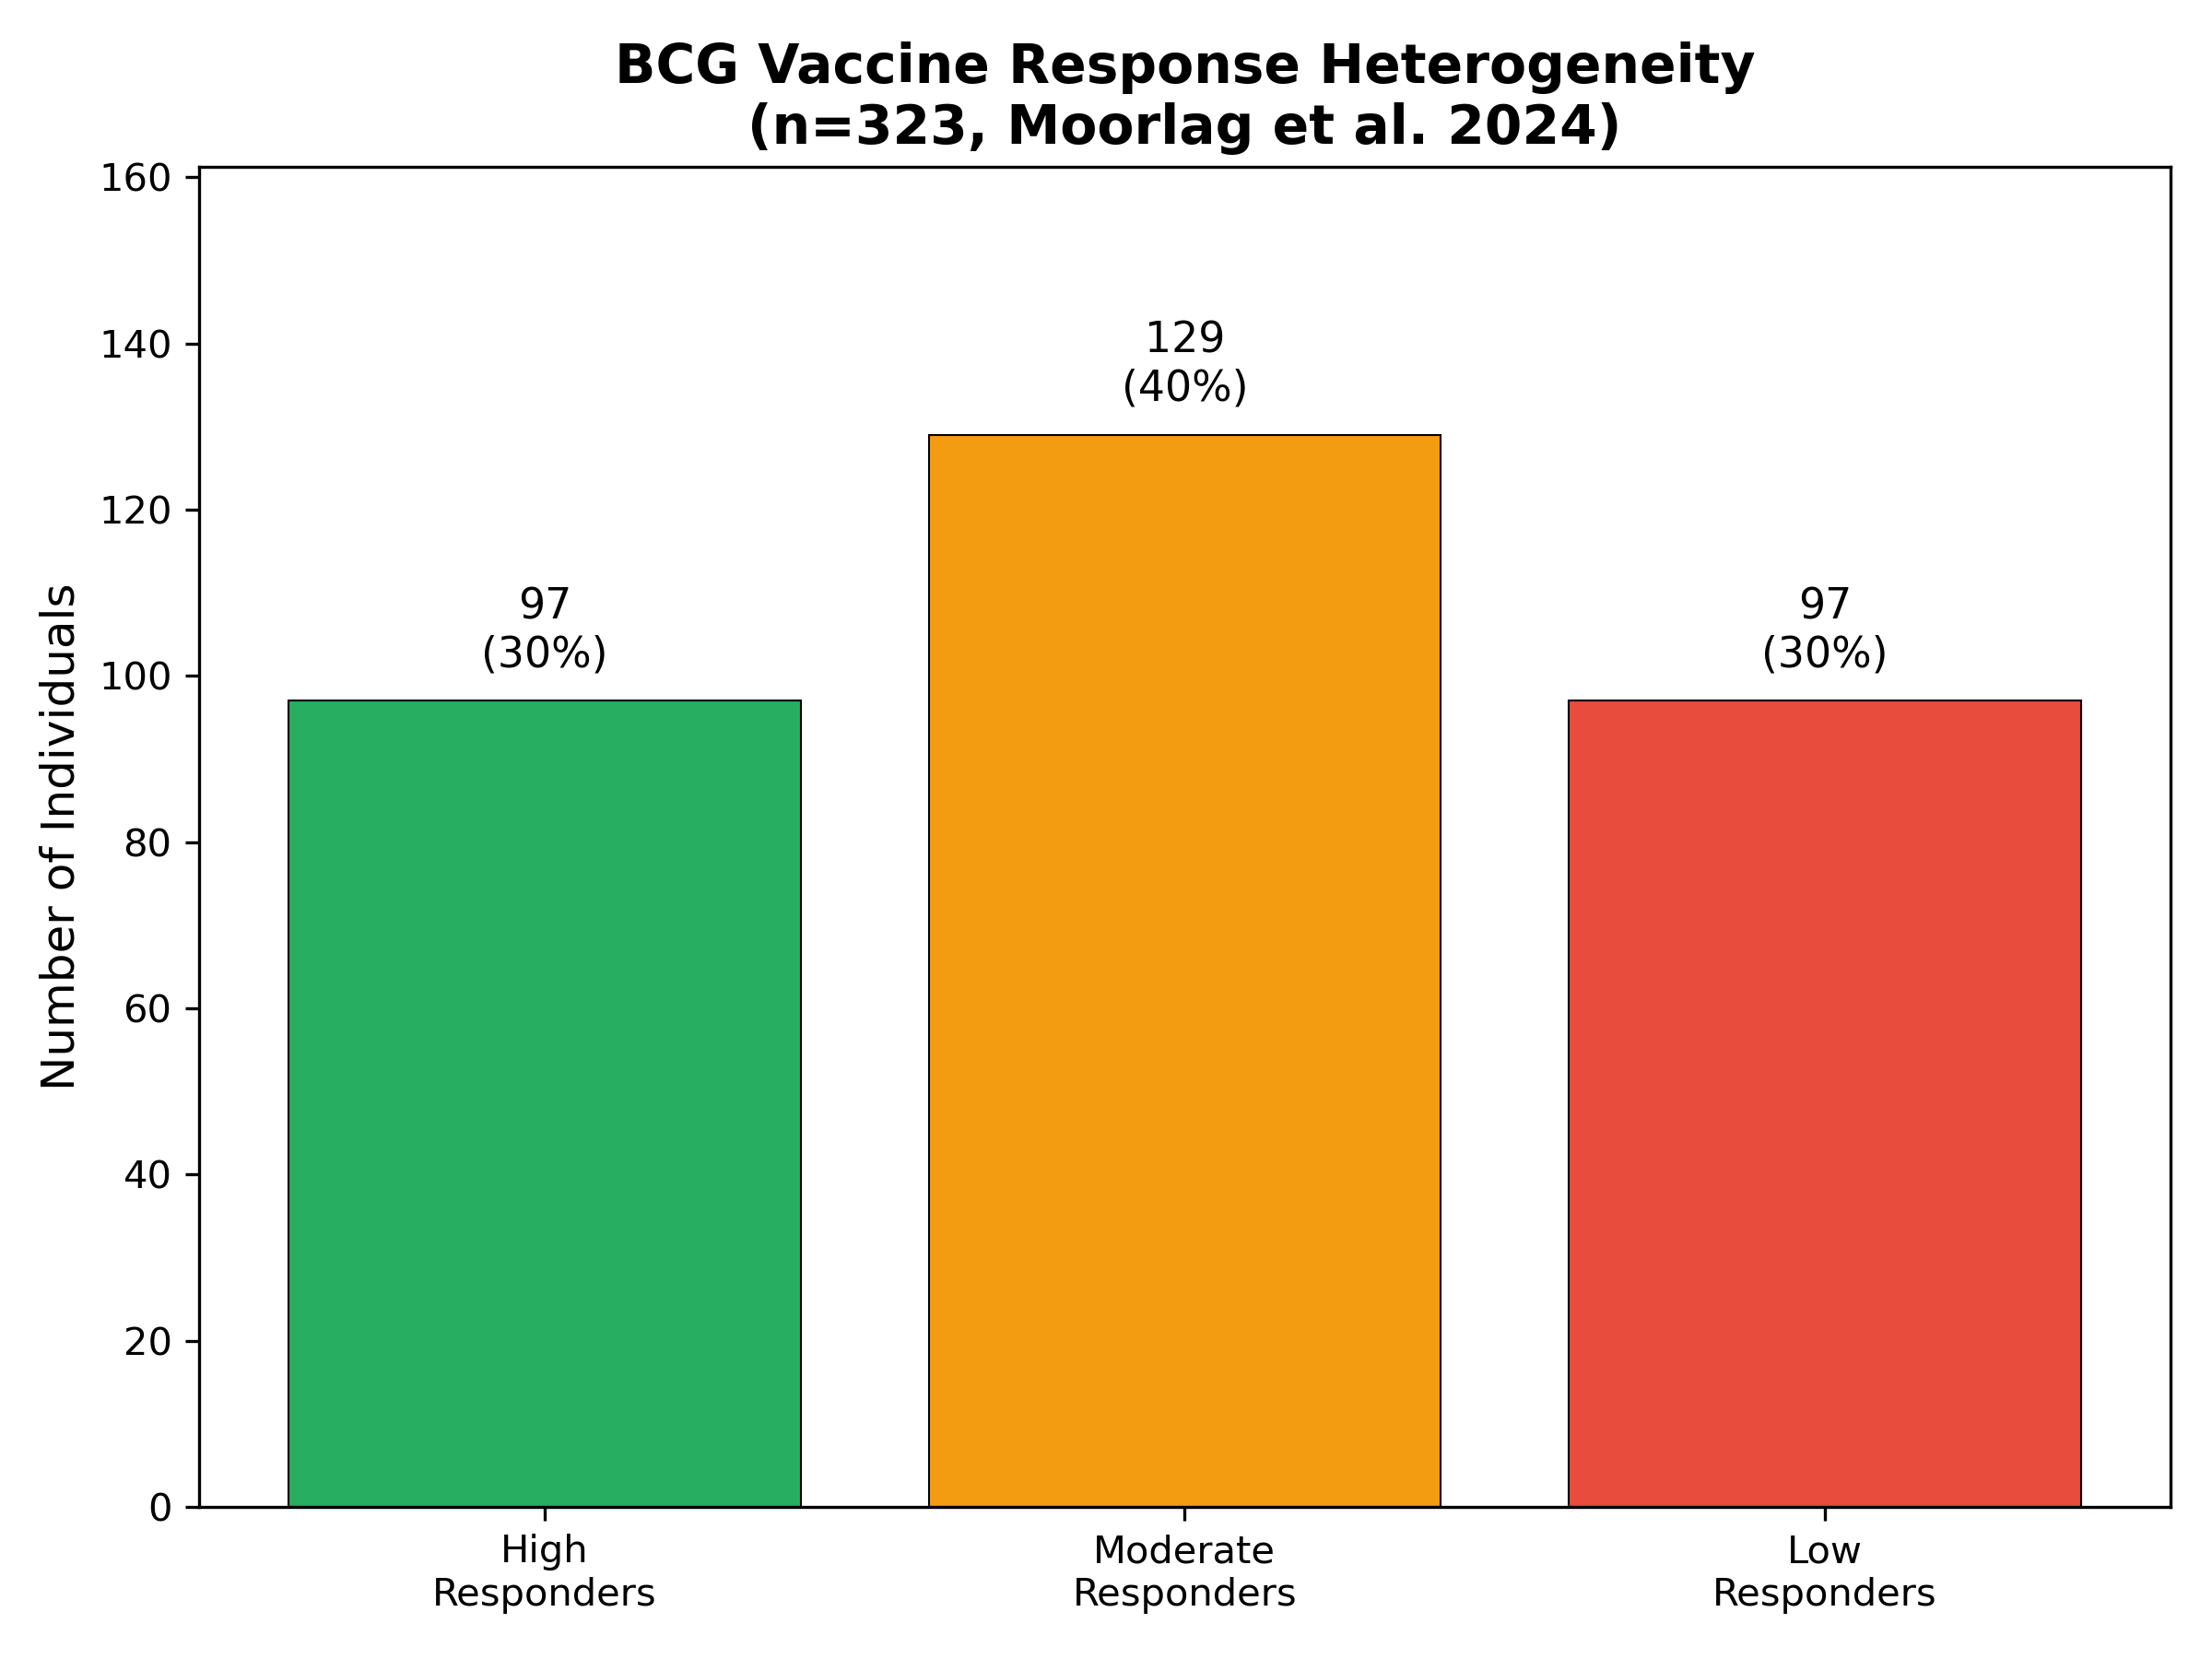 BCG Vaccine Response Heterogeneity
(n=323, Moorlag et al. 2024)
Number of Individuals
160
140
120
100
80
60
40
20
0
97
(30%)
129
(40%)
97
(30%)
High
Responders
Moderate
Responders
Low
Responders